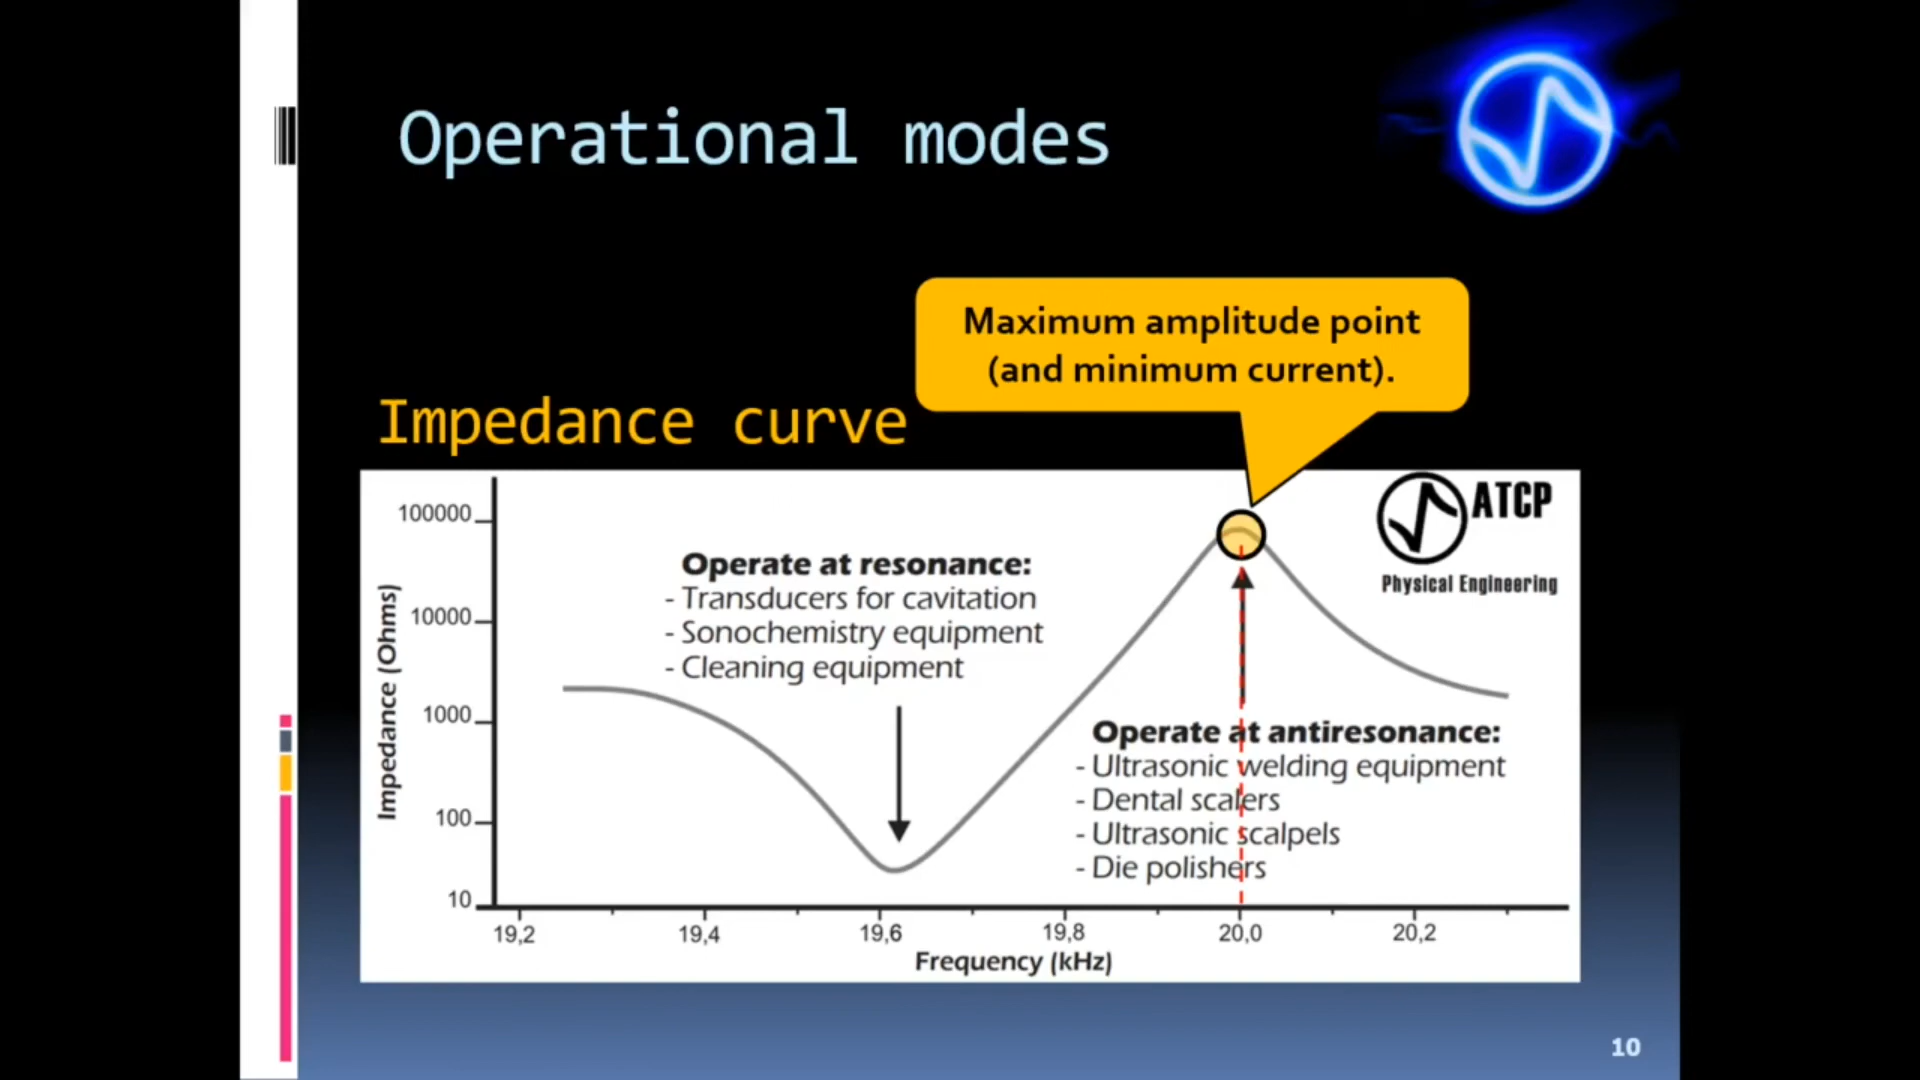 Operational modes
Maximum amplitude point
(and minimum current).
Impedance curve
ATCP
Physical Engineering
Operate at resonance:
- Transducers for cavitation
- Sonochemistry equipment
- Cleaning equipment
Operate at antiresonance:
- Ultrasonic welding equipment
- Dental scalers
- Ultrasonic scalpels
- Die polishers
Impedance (Ohms)
100000
10000
1000
100
10
19,2 19,4 19,6 19,8 20,0 20,2
Frequency (kHz)
10